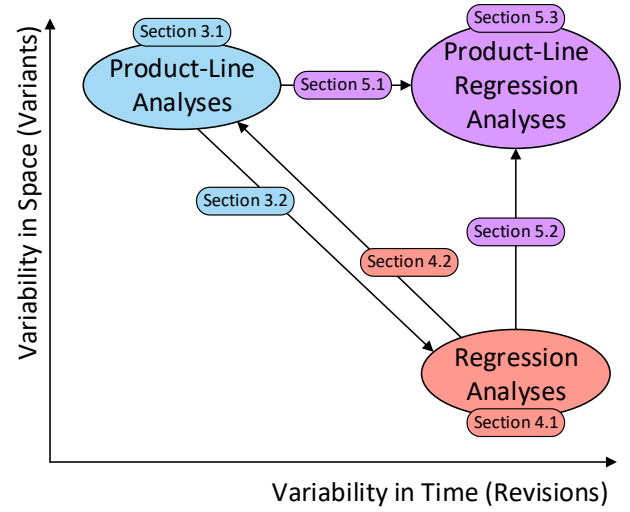 Section 3.1
Product-Line
Analyses
Section 5.1
Section 5.3
Product-Line
Regression
Analyses
Section 3.2
Section 4.2
Section 5.2
Regression
Analyses
Section 4.1
Variability in Space (Variants)
Variability in Time (Revisions)